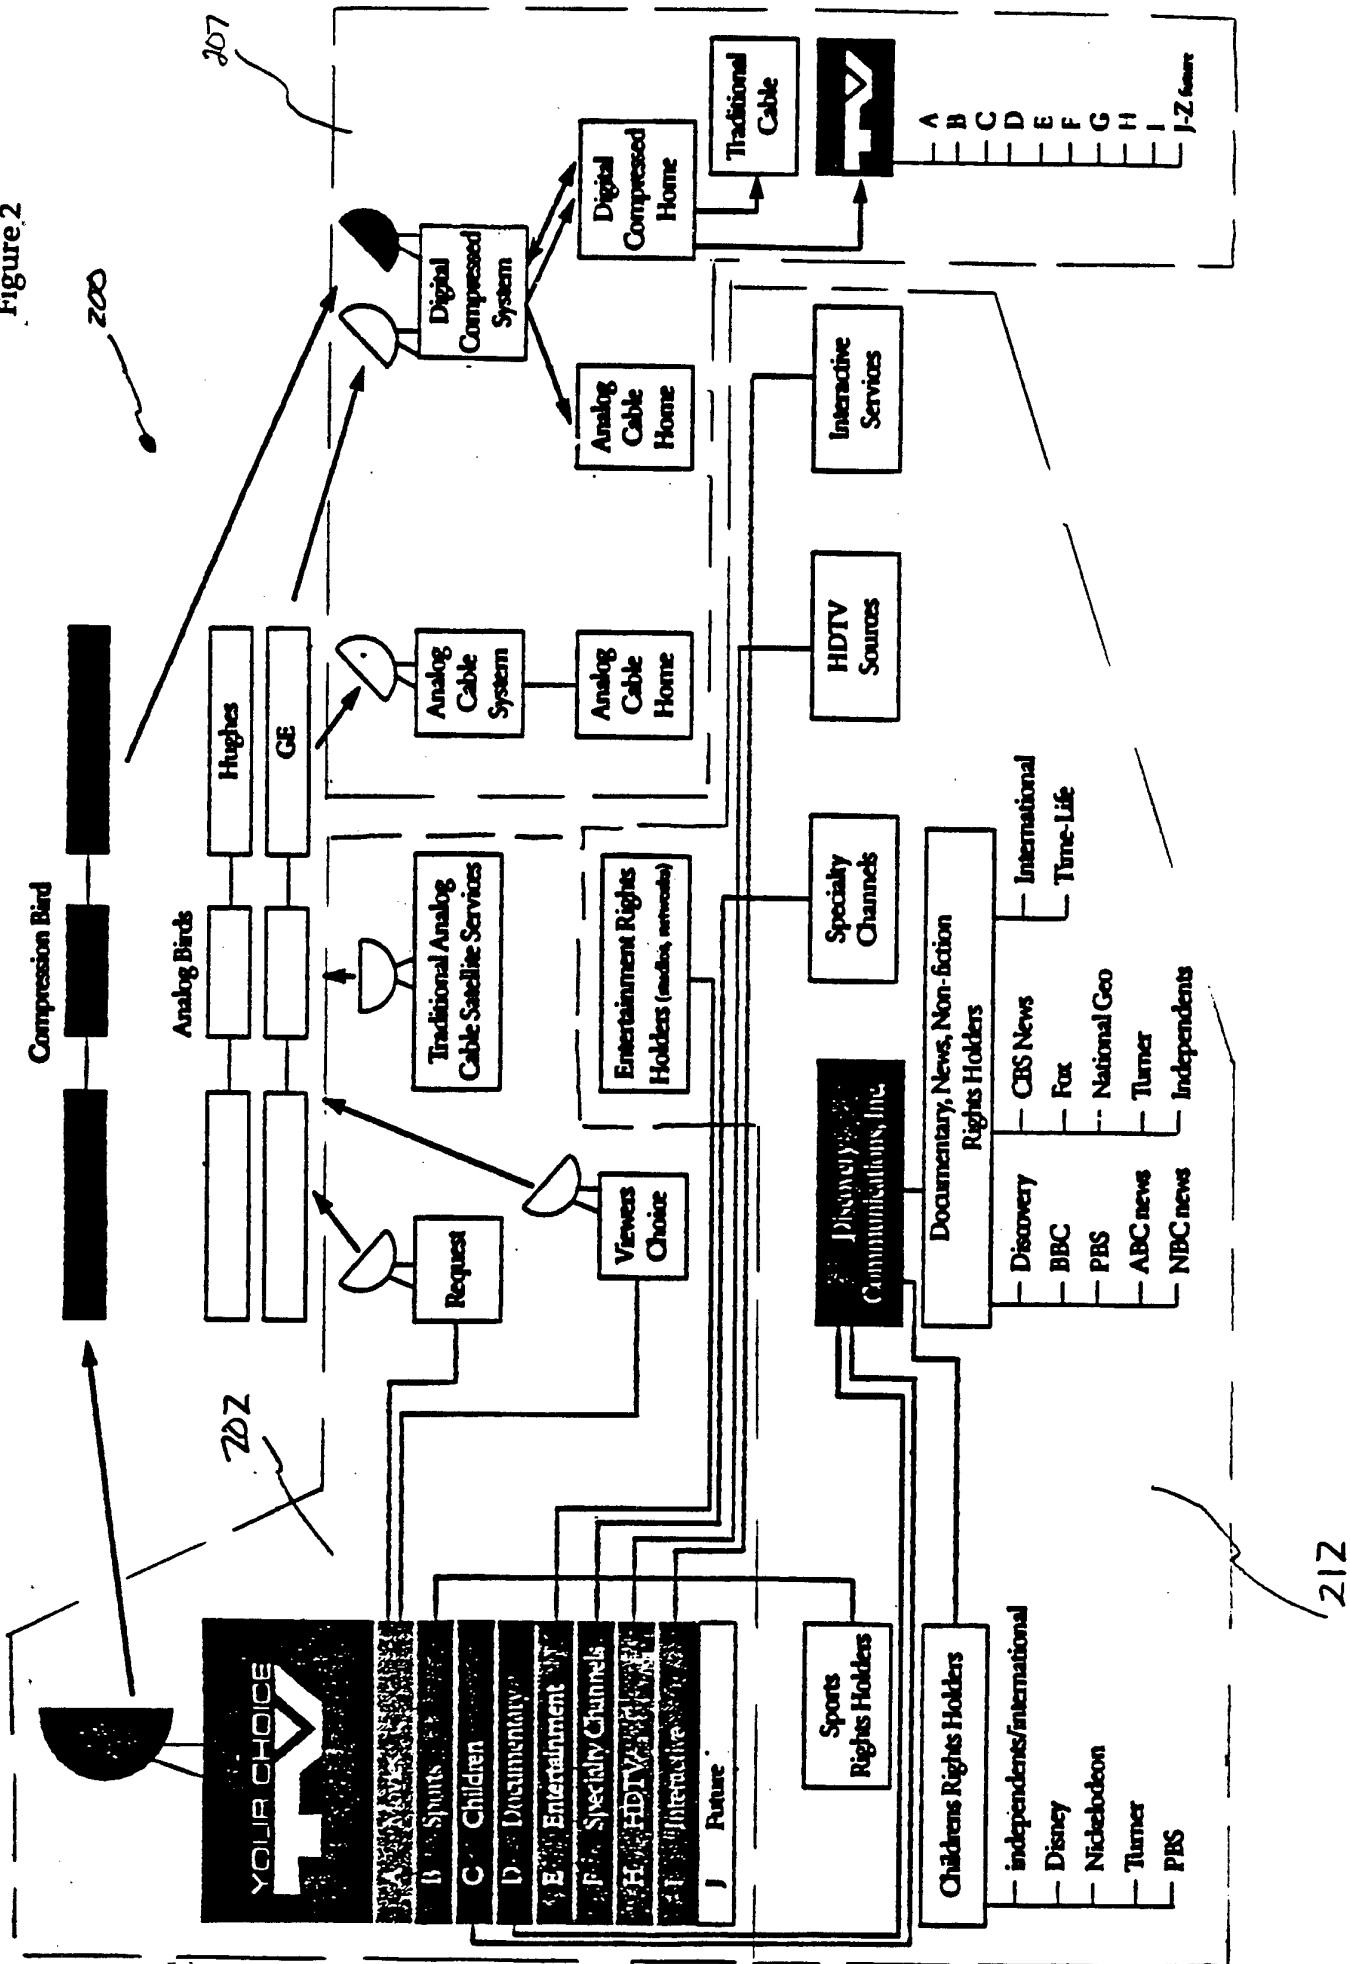 Figure 2
200
207
202
212
Compression Bird
Analog Birds
Hughes
GE
YOUR CHOICE
TV
B Sports
C Children
D Documentary
E Entertainment
F Specialty Channels
H HDTV
I Interactive
J Future
Request
Viewers
Choice
Traditional Analog
Cable Satellite Services
Entertainment Rights
Holders (studios, networks)
Analog
Cable
System
Analog
Cable
Home
Digital
Compressed
System
Analog
Cable
Home
Digital
Compressed
Home
Traditional
Cable
TV
A
B
C
D
E
F
G
H
I
J-Z future
Sports
Rights Holders
Discovery
Communications, Inc.
Specialty
Channels
HDTV
Sources
Interactive
Services
Childrens Rights Holders
independents/international
Disney
Nickelodeon
Turner
PBS
Documentary, News, Non-fiction
Rights Holders
Discovery
BBC
PBS
ABC news
NBC news
CBS News
Fox
National Geo
Turner
Independents
International
Time-Life